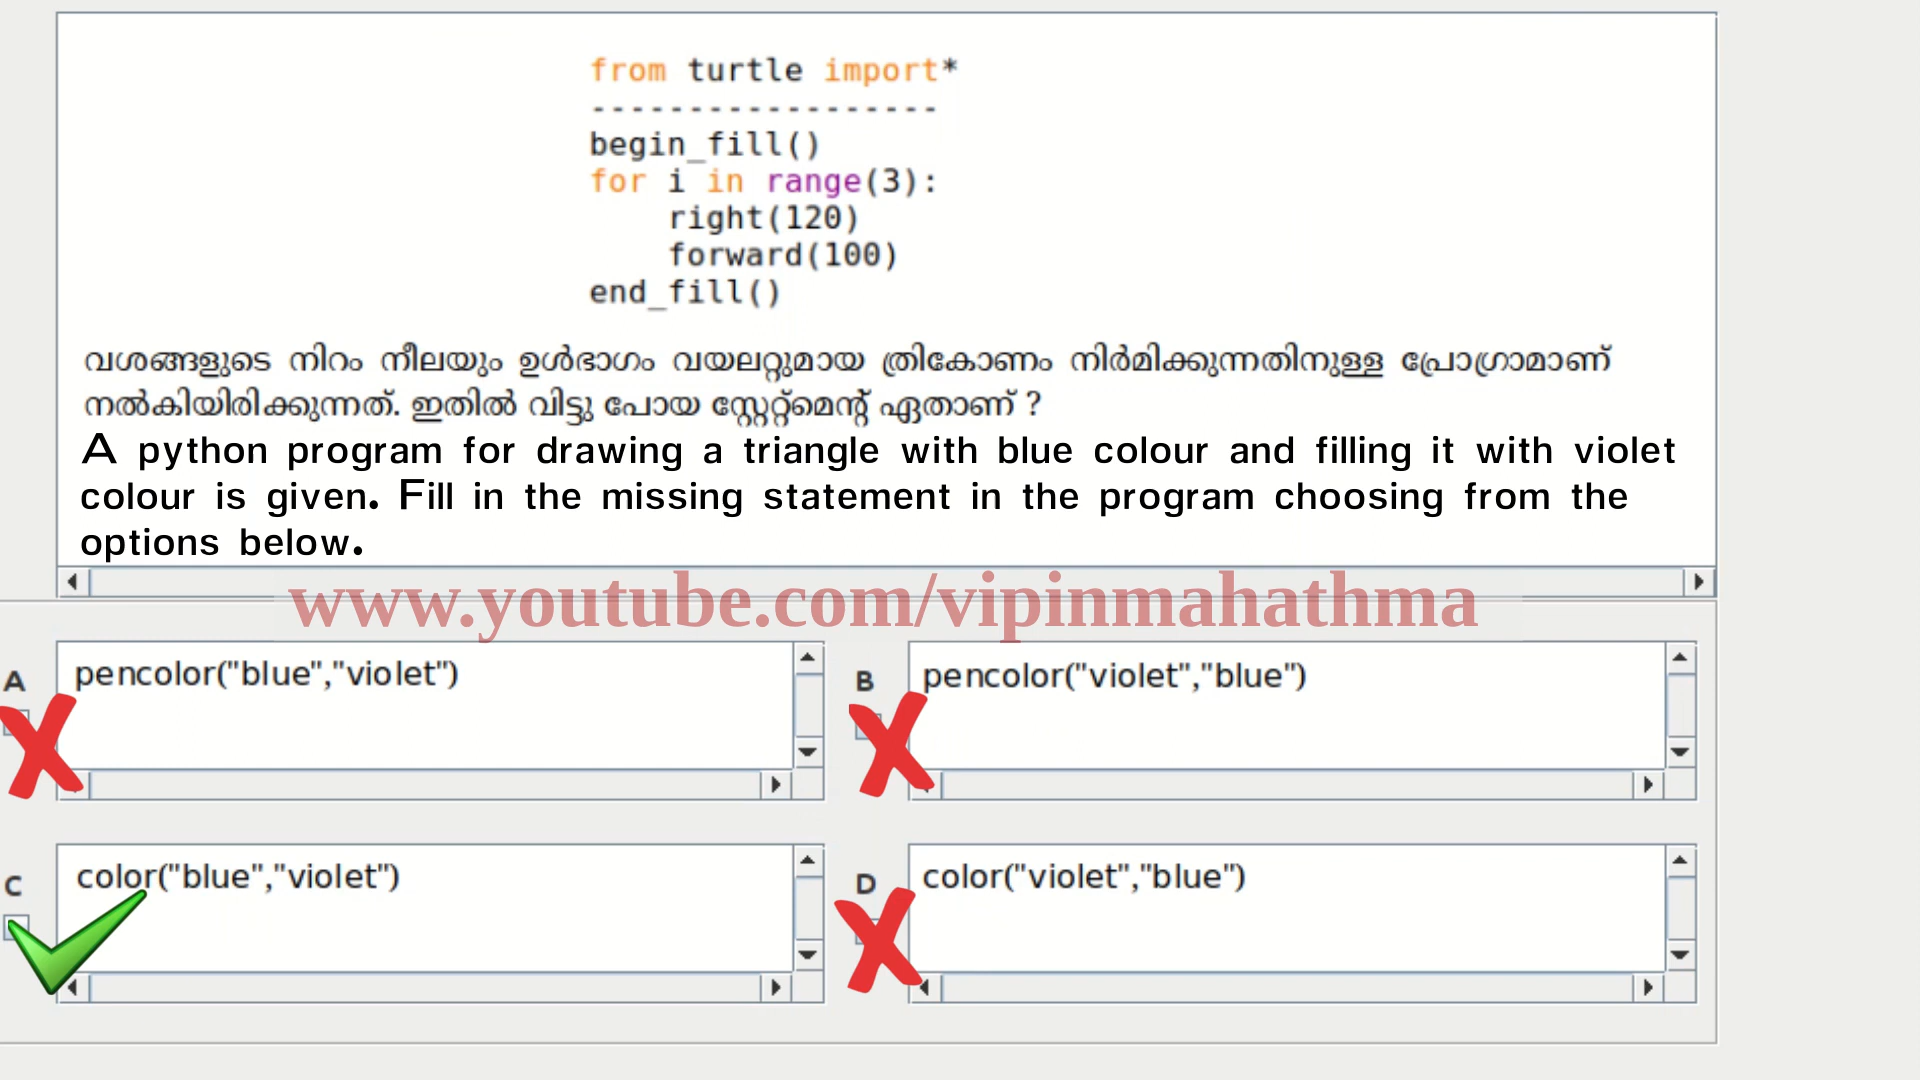 from turtle import*
------------------
begin_fill()
for i in range(3):
    right(120)
    forward(100)
end_fill()
വശങ്ങളുടെ നിറം നീലയും ഉൾഭാഗം വയലറ്റുമായ ത്രികോണം നിർമിക്കുന്നതിനുള്ള പ്രോഗ്രാമാണ്
നൽകിയിരിക്കുന്നത്. ഇതിൽ വിട്ടു പോയ സ്റ്റേറ്റ്മെന്റ് ഏതാണ് ?
A python program for drawing a triangle with blue colour and filling it with violet
colour is given. Fill in the missing statement in the program choosing from the
options below.
www.youtube.com/vipinmahathma
A pencolor("blue","violet")
B pencolor("violet","blue")
C color("blue","violet")
D color("violet","blue")